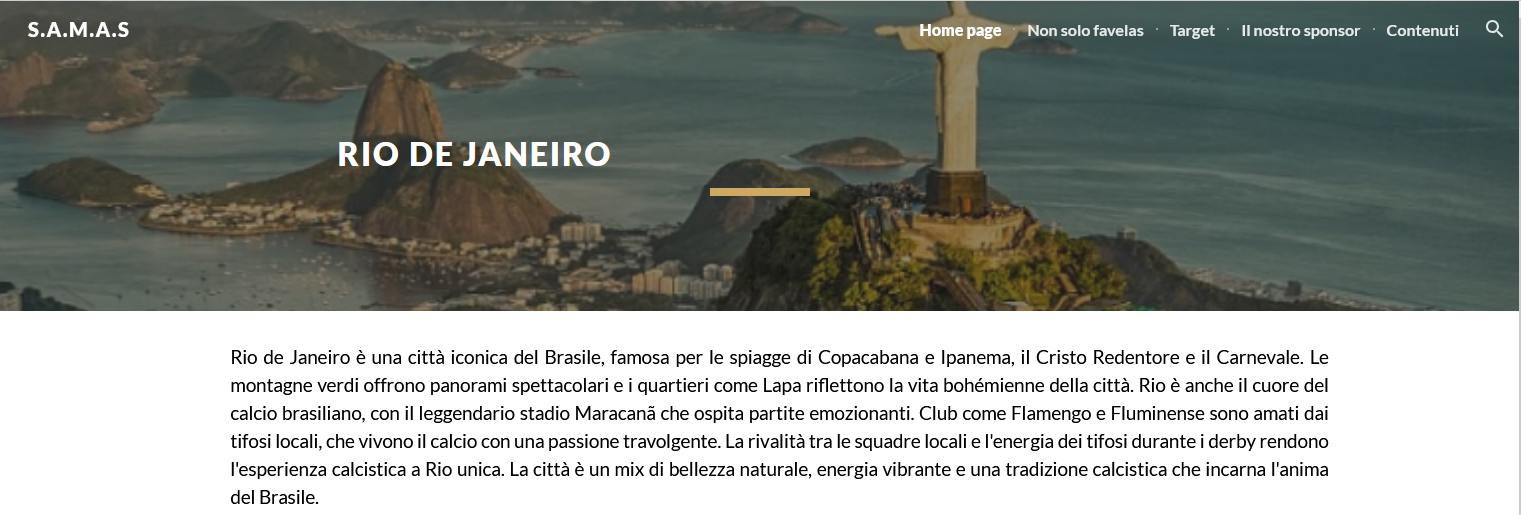 S.A.M.A.S
Home page · Non solo favelas · Target · Il nostro sponsor · Contenuti
RIO DE JANEIRO
Rio de Janeiro è una città iconica del Brasile, famosa per le spiagge di Copacabana e Ipanema, il Cristo Redentore e il Carnevale. Le
montagne verdi offrono panorami spettacolari e i quartieri come Lapa riflettono la vita bohémienne della città. Rio è anche il cuore del
calcio brasiliano, con il leggendario stadio Maracanã che ospita partite emozionanti. Club come Flamengo e Fluminense sono amati dai
tifosi locali, che vivono il calcio con una passione travolgente. La rivalità tra le squadre locali e l'energia dei tifosi durante i derby rendono
l'esperienza calcistica a Rio unica. La città è un mix di bellezza naturale, energia vibrante e una tradizione calcistica che incarna l'anima
del Brasile.